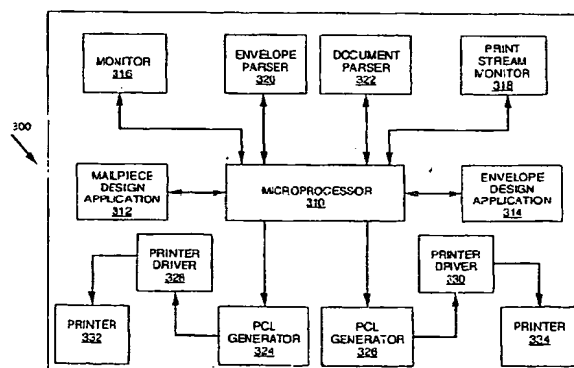 MONITOR
316
ENVELOPE
PARSER
320
DOCUMENT
PARSER
322
PRINT
STREAM
MONITOR
318
300
MAILPIECE
DESIGN
APPLICATION
312
MICROPROCESSOR
310
ENVELOPE
DESIGN
APPLICATION
314
PRINTER
DRIVER
328
PRINTER
DRIVER
330
PRINTER
332
PCL
GENERATOR
324
PCL
GENERATOR
326
PRINTER
334